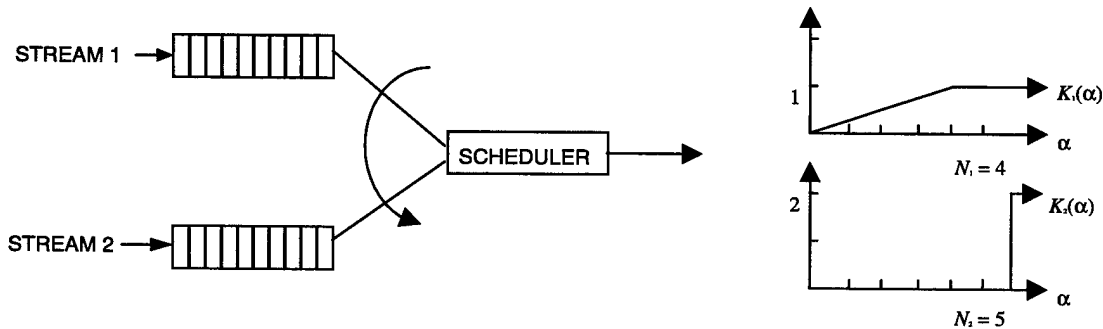 STREAM 1
SCHEDULER
STREAM 2
1
K₁(α)
α
N₁ = 4
2
K₂(α)
α
N₂ = 5